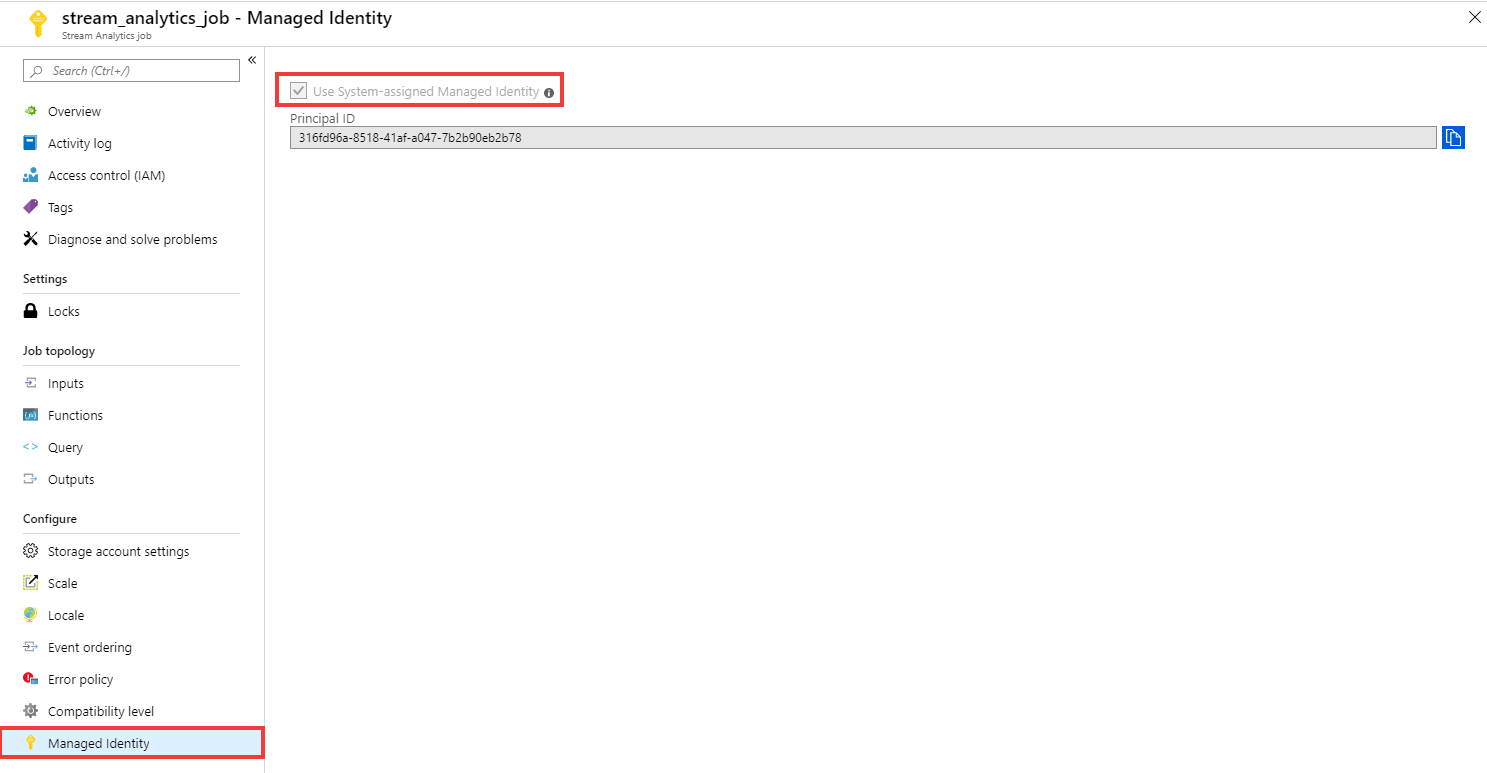 stream_analytics_job - Managed Identity
Stream Analytics job
Search (Ctrl+/)
«
Overview
Activity log
Access control (IAM)
Tags
Diagnose and solve problems
Settings
Locks
Job topology
Inputs
Functions
Query
Outputs
Configure
Storage account settings
Scale
Locale
Event ordering
Error policy
Compatibility level
Managed Identity
Use System-assigned Managed Identity
Principal ID
316fd96a-8518-41af-a047-7b2b90eb2b78